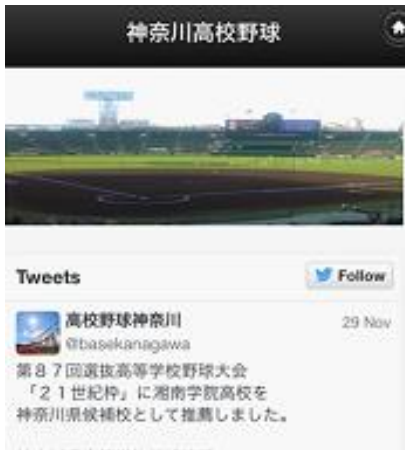 神奈川高校野球
Tweets
Follow
高校野球神奈川
29 Nov
@basekanagawa
第８７回選抜高等学校野球大会
「２１世紀枠」に湘南学院高校を
神奈川県候補校として推薦しました。